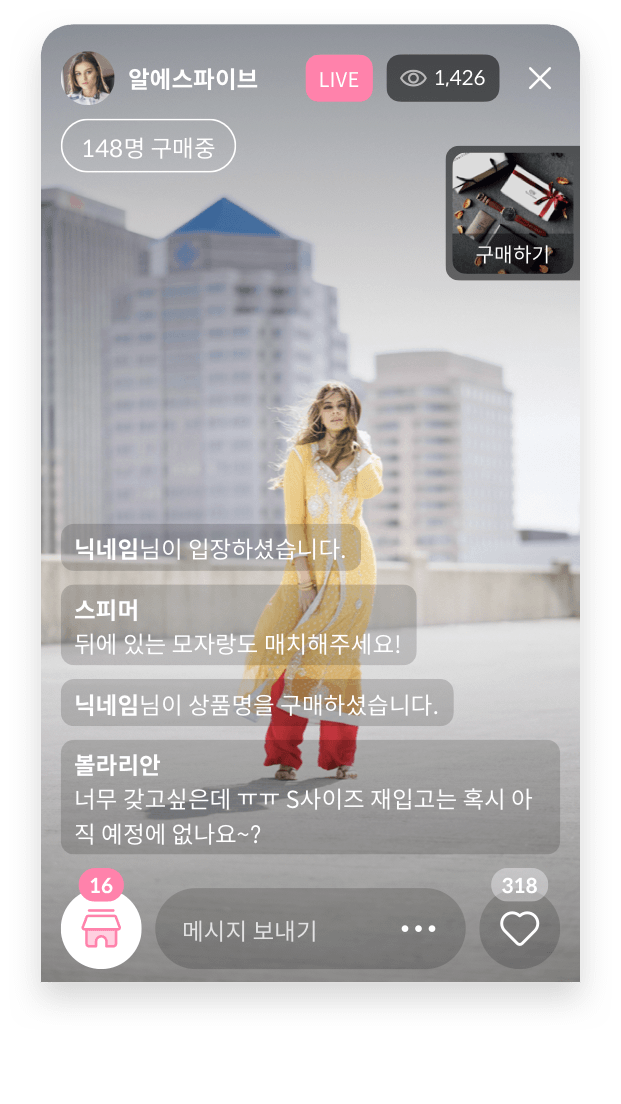 알에스파이브 LIVE 1,426
148명 구매중
구매하기
닉네임님이 입장하셨습니다.
스피머
뒤에 있는 모자랑도 매치해주세요!
닉네임님이 상품명을 구매하셨습니다.
볼라리안
너무 갖고싶은데 ㅠㅠ S사이즈 재입고는 혹시 아
직 예정에 없나요~?
16
318
메시지 보내기